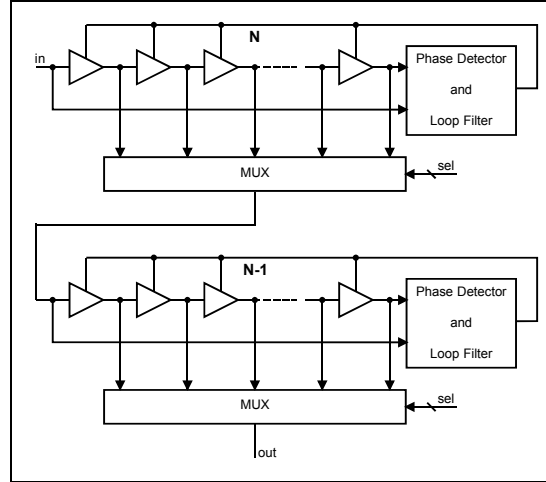 N
in
Phase Detector
and
Loop Filter
MUX
sel
N-1
Phase Detector
and
Loop Filter
MUX
sel
out